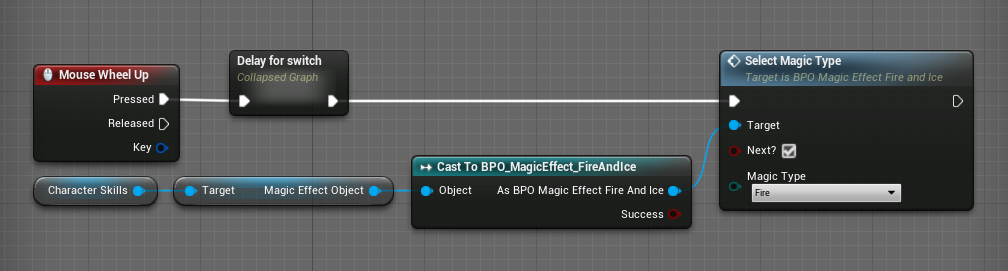 Mouse Wheel Up
Pressed
Released
Key
Delay for switch
Collapsed Graph
Select Magic Type
Target is BPO Magic Effect Fire and Ice
Target
Next?
Magic Type
Fire
Character Skills
Target Magic Effect Object
Cast To BPO_MagicEffect_FireAndIce
Object As BPO Magic Effect Fire And Ice
Success